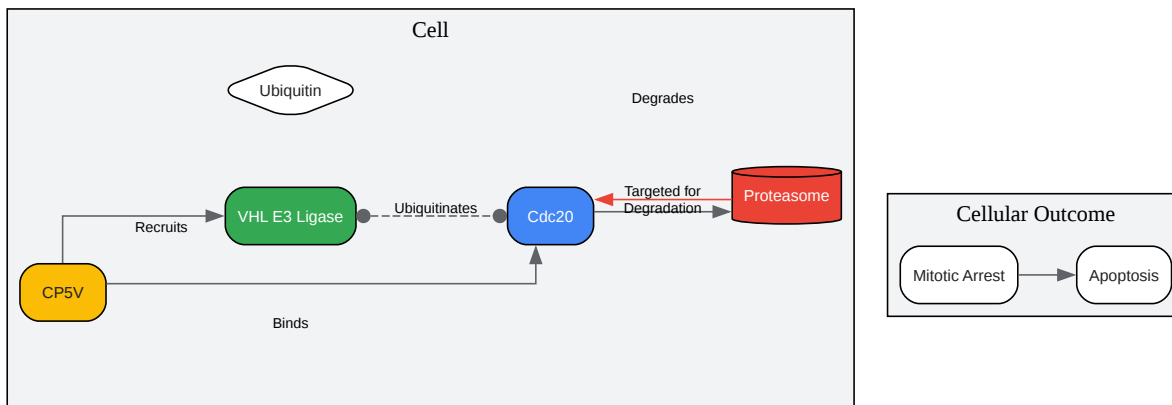 Cell
Ubiquitin
Degrades
Targeted for
Degradation
Proteasome
VHL E3 Ligase
Ubiquitinates
Cdc20
Recruits
CP5V
Binds
Cellular Outcome
Mitotic Arrest
Apoptosis